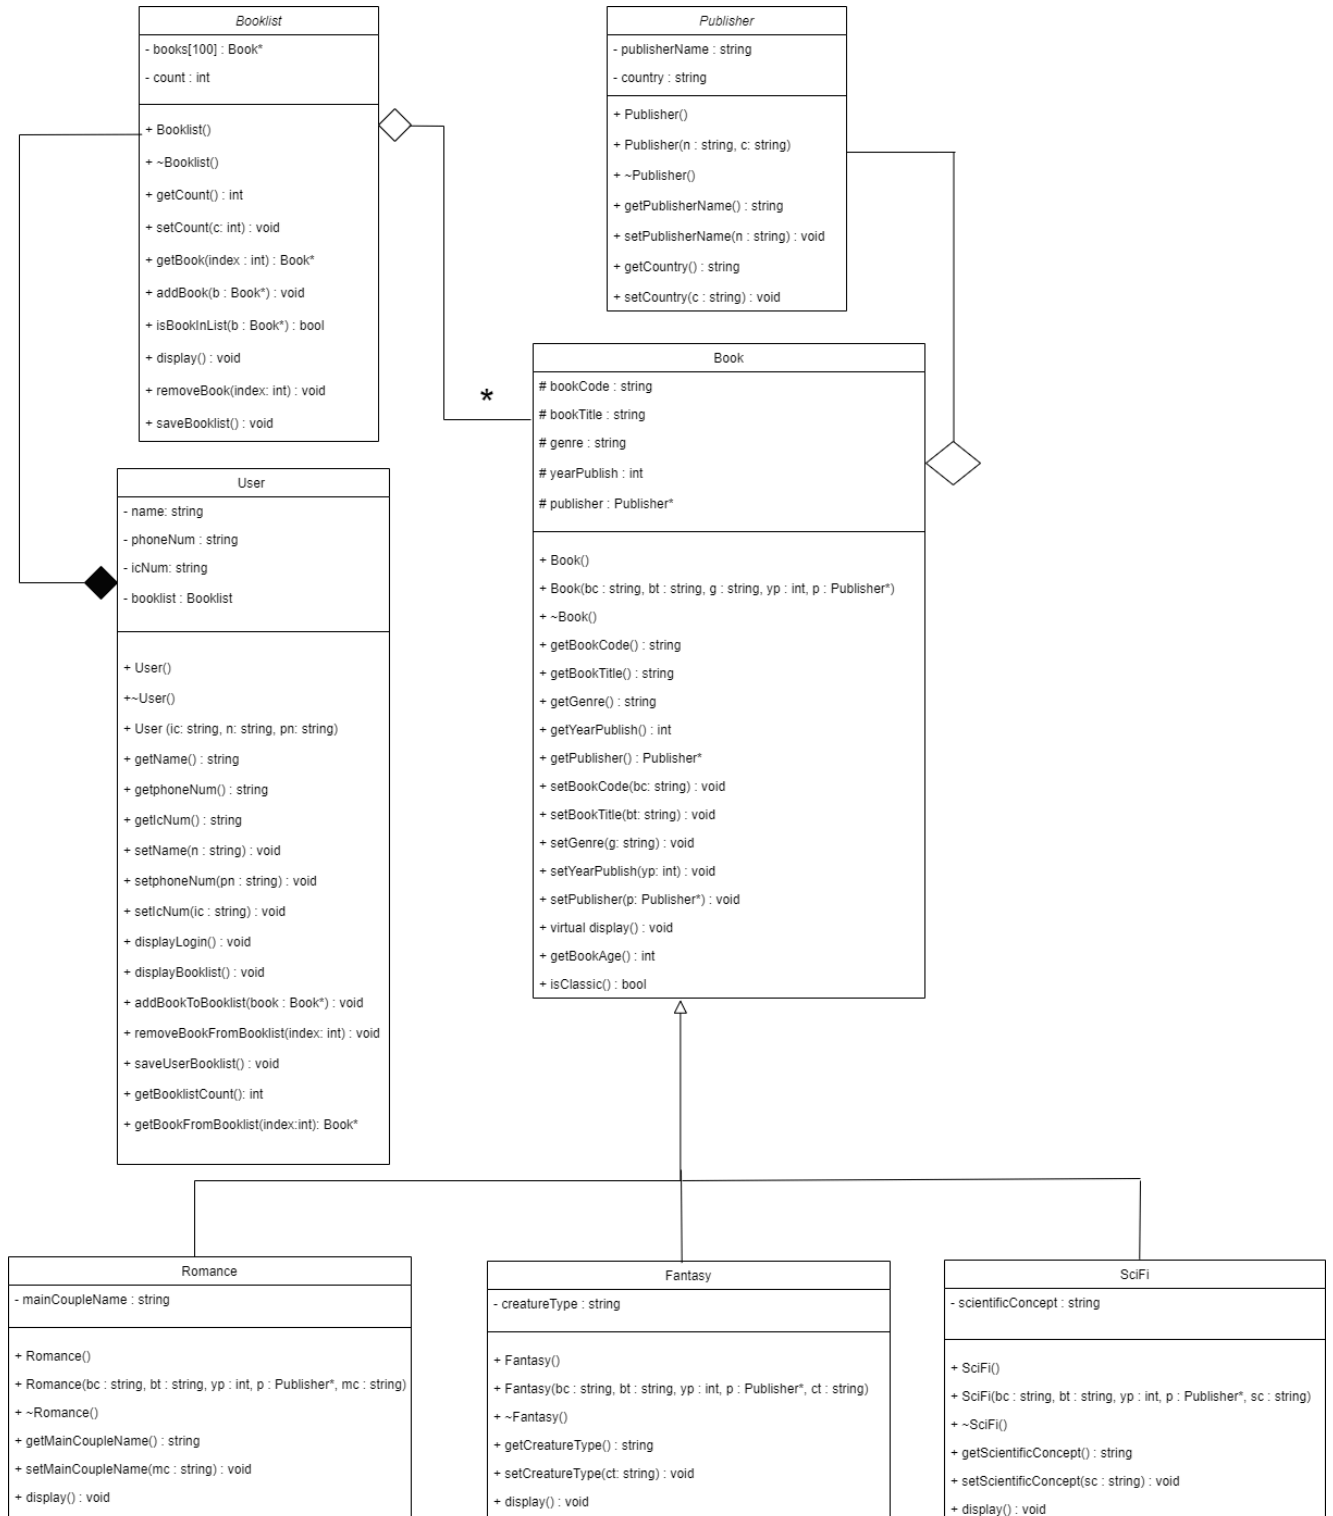 Booklist
- books[100] : Book*
- count : int
+ Booklist()
+ ~Booklist()
+ getCount() : int
+ setCount(c: int) : void
+ getBook(index : int) : Book*
+ addBook(b : Book*) : void
+ isBookInList(b : Book*) : bool
+ display() : void
+ removeBook(index: int) : void
+ saveBooklist() : void
Publisher
- publisherName : string
- country : string
+ Publisher()
+ Publisher(n : string, c: string)
+ ~Publisher()
+ getPublisherName() : string
+ setPublisherName(n : string) : void
+ getCountry() : string
+ setCountry(c : string) : void
*
Book
# bookCode : string
# bookTitle : string
# genre : string
# yearPublish : int
# publisher : Publisher*
+ Book()
+ Book(bc : string, bt : string, g : string, yp : int, p : Publisher*)
+ ~Book()
+ getBookCode() : string
+ getBookTitle() : string
+ getGenre() : string
+ getYearPublish() : int
+ getPublisher() : Publisher*
+ setBookCode(bc: string) : void
+ setBookTitle(bt: string) : void
+ setGenre(g: string) : void
+ setYearPublish(yp: int) : void
+ setPublisher(p: Publisher*) : void
+ virtual display() : void
+ getBookAge() : int
+ isClassic() : bool
User
- name: string
- phoneNum : string
- icNum: string
- booklist : Booklist
+ User()
+~User()
+ User (ic: string, n: string, pn: string)
+ getName() : string
+ getphoneNum() : string
+ getIcNum() : string
+ setName(n : string) : void
+ setphoneNum(pn : string) : void
+ setIcNum(ic : string) : void
+ displayLogin() : void
+ displayBooklist() : void
+ addBookToBooklist(book : Book*) : void
+ removeBookFromBooklist(index: int) : void
+ saveUserBooklist() : void
+ getBooklistCount(): int
+ getBookFromBooklist(index:int): Book*
Romance
- mainCoupleName : string
+ Romance()
+ Romance(bc : string, bt : string, yp : int, p : Publisher*, mc : string)
+ ~Romance()
+ getMainCoupleName() : string
+ setMainCoupleName(mc : string) : void
+ display() : void
Fantasy
- creatureType : string
+ Fantasy()
+ Fantasy(bc : string, bt : string, yp : int, p : Publisher*, ct : string)
+ ~Fantasy()
+ getCreatureType() : string
+ setCreatureType(ct: string) : void
+ display() : void
SciFi
- scientificConcept : string
+ SciFi()
+ SciFi(bc : string, bt : string, yp : int, p : Publisher*, sc : string)
+ ~SciFi()
+ getScientificConcept() : string
+ setScientificConcept(sc : string) : void
+ display() : void